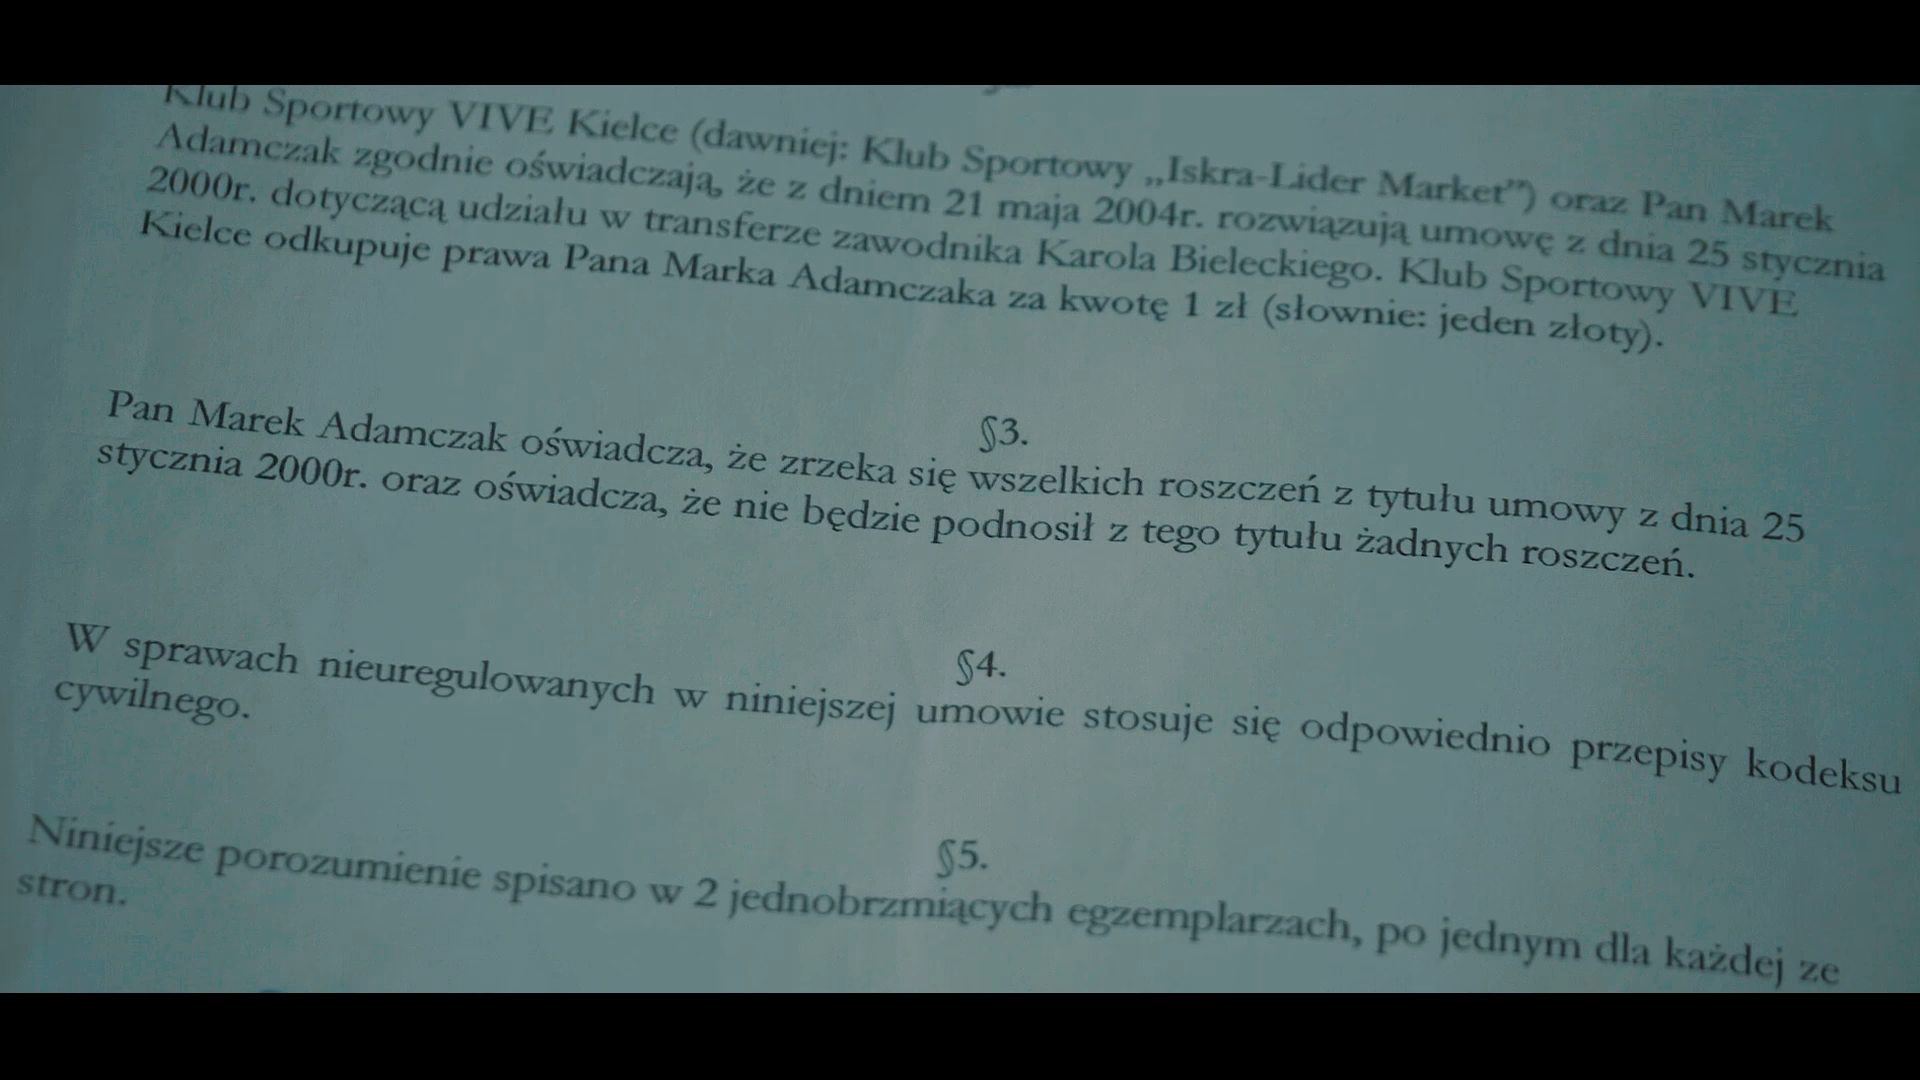 Klub Sportowy VIVE Kielce (dawniej: Klub Sportowy „Iskra-Lider Market”) oraz Pan Marek
Adamczak zgodnie oświadczają, że z dniem 21 maja 2004r. rozwiązują umowę z dnia 25 stycznia
2000r. dotyczącą udziału w transferze zawodnika Karola Bieleckiego. Klub Sportowy VIVE
Kielce odkupuje prawa Pana Marka Adamczaka za kwotę 1 zł (słownie: jeden złoty).
§3.
Pan Marek Adamczak oświadcza, że zrzeka się wszelkich roszczeń z tytułu umowy z dnia 25
stycznia 2000r. oraz oświadcza, że nie będzie podnosił z tego tytułu żadnych roszczeń.
§4.
W sprawach nieuregulowanych w niniejszej umowie stosuje się odpowiednio przepisy kodeksu
cywilnego.
§5.
Niniejsze porozumienie spisano w 2 jednobrzmiących egzemplarzach, po jednym dla każdej ze
stron.